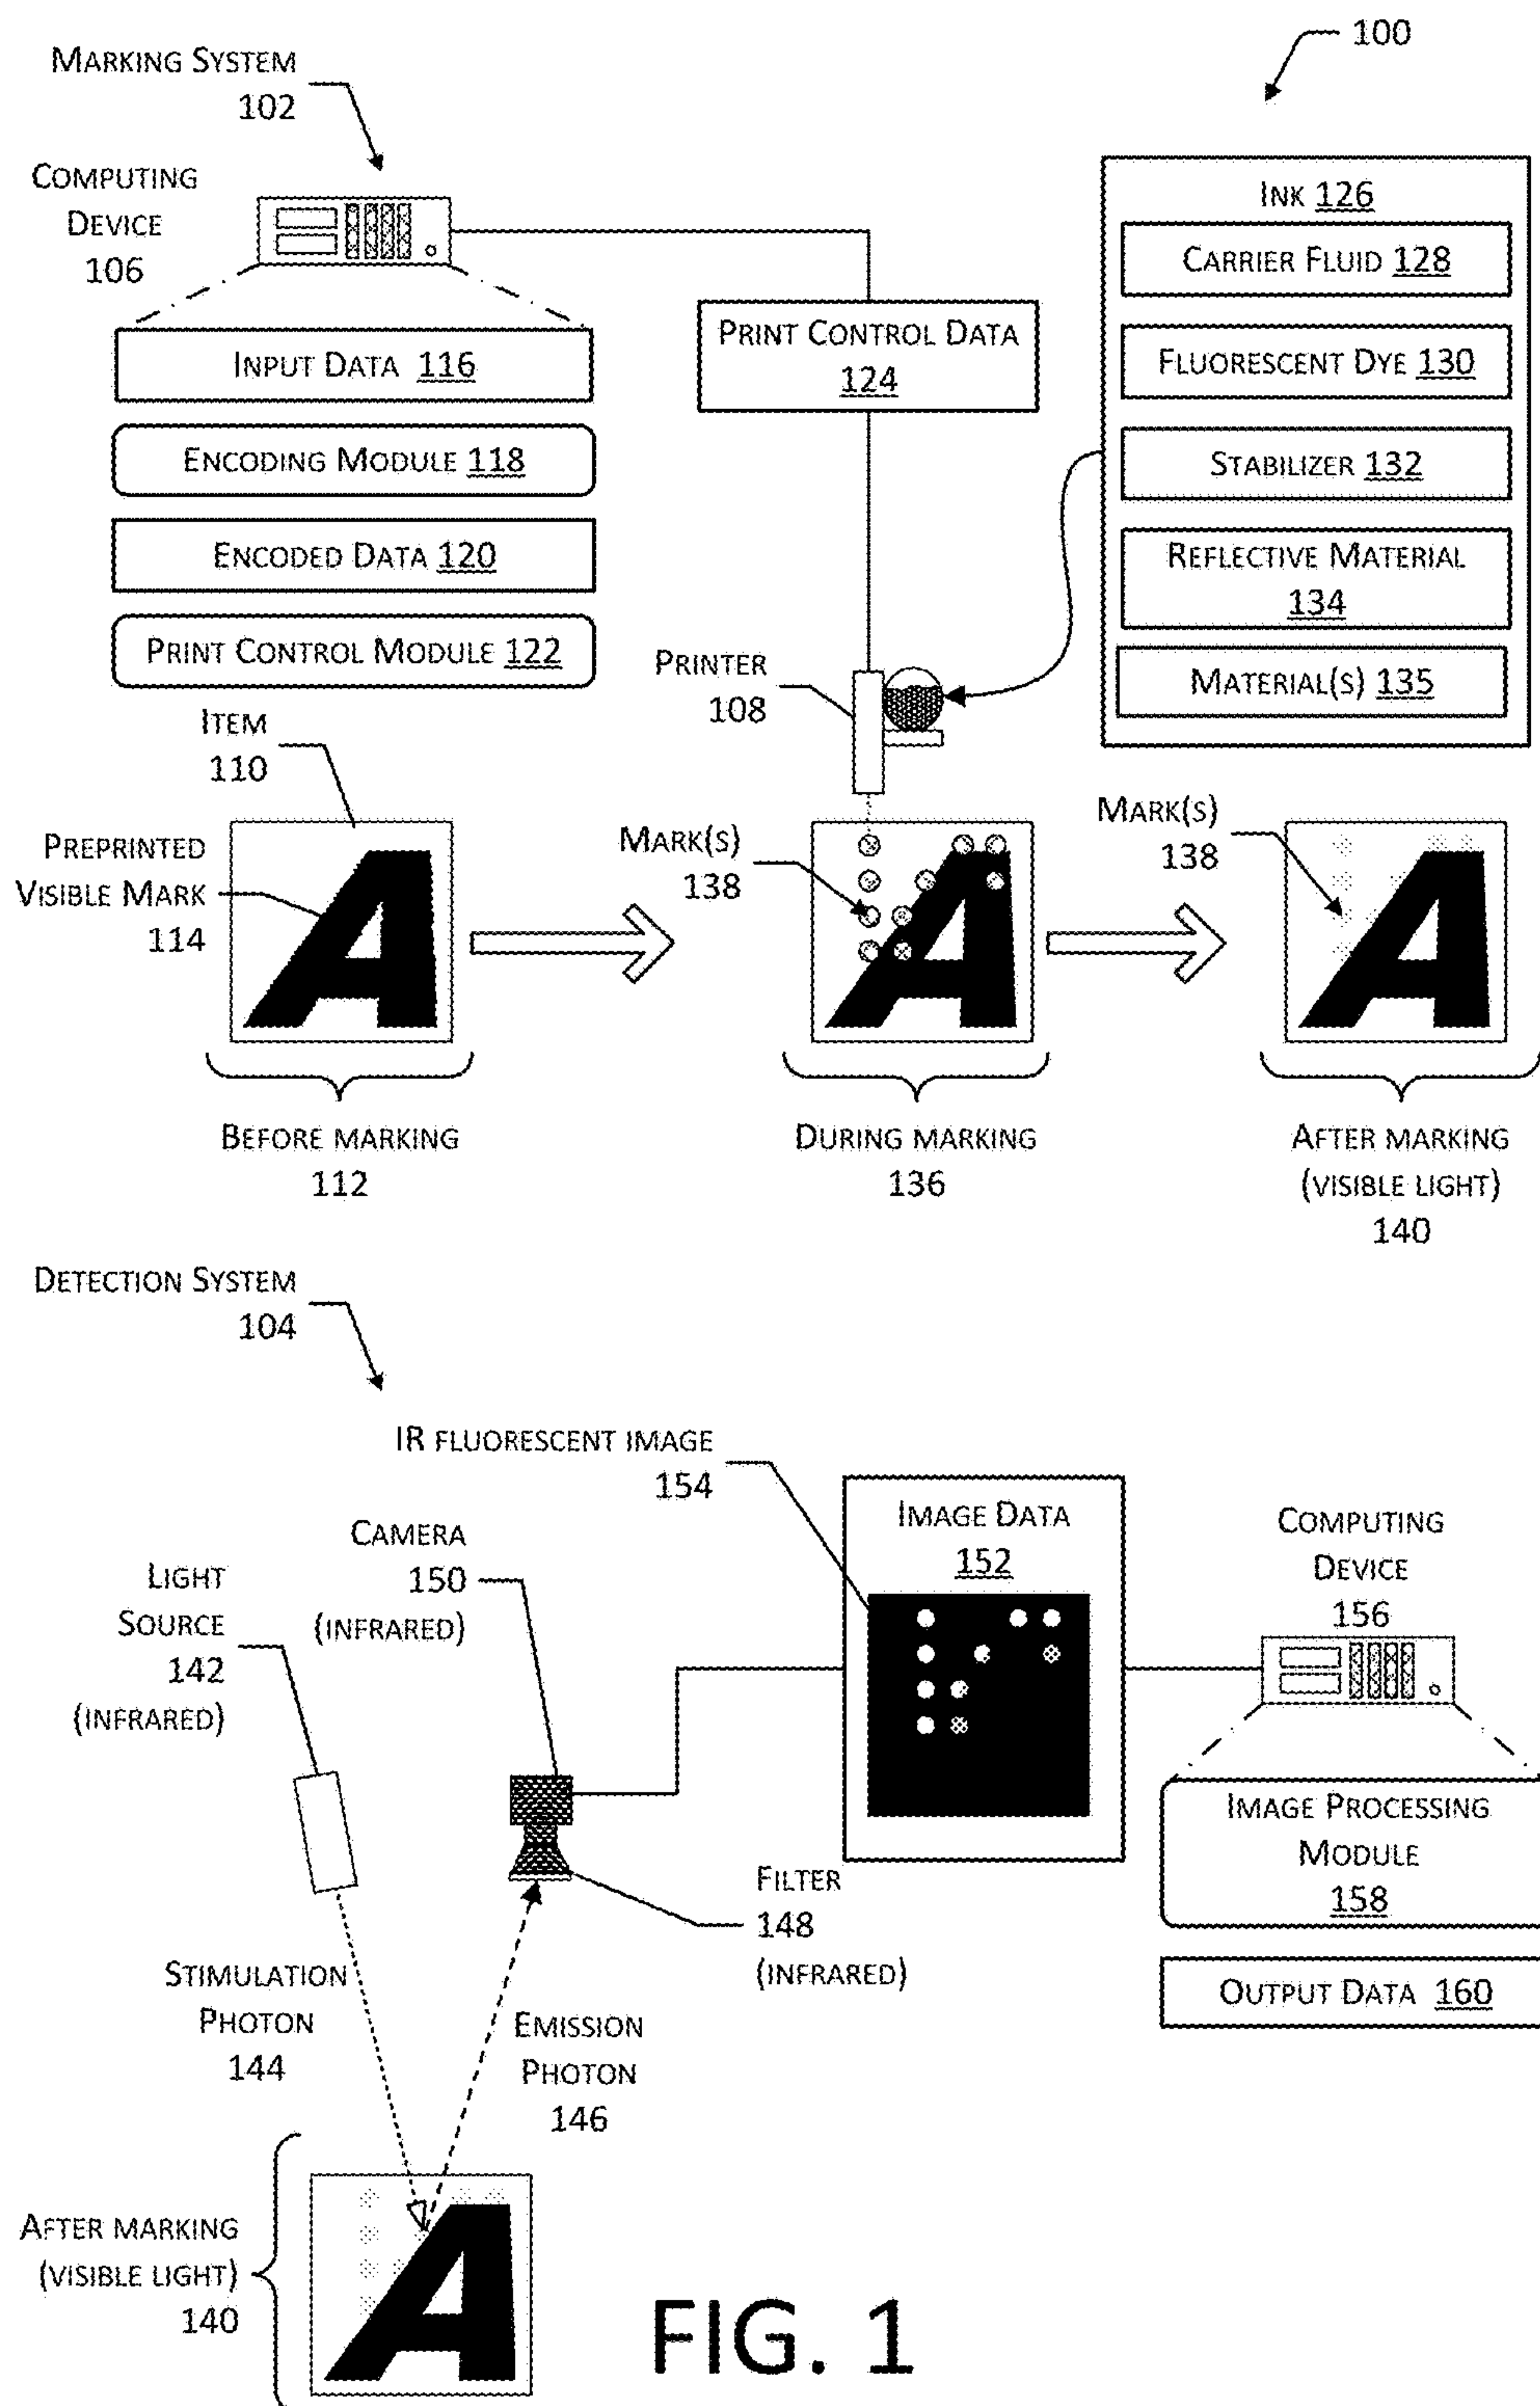 100
MARKING SYSTEM
102
COMPUTING
DEVICE
106
INPUT DATA 116
ENCODING MODULE 118
ENCODED DATA 120
PRINT CONTROL MODULE 122
PRINT CONTROL DATA
124
INK 126
CARRIER FLUID 128
FLUORESCENT DYE 130
STABILIZER 132
REFLECTIVE MATERIAL
134
MATERIAL(S) 135
PRINTER
108
ITEM
110
PREPRINTED
VISIBLE MARK
114
A
MARK(S)
138
A
MARK(S)
138
A
BEFORE MARKING
112
DURING MARKING
136
AFTER MARKING
(VISIBLE LIGHT)
140
DETECTION SYSTEM
104
IR FLUORESCENT IMAGE
154
CAMERA
150
(INFRARED)
LIGHT
SOURCE
142
(INFRARED)
IMAGE DATA
152
COMPUTING
DEVICE
156
IMAGE PROCESSING
MODULE
158
OUTPUT DATA 160
FILTER
148
(INFRARED)
STIMULATION
PHOTON
144
EMISSION
PHOTON
146
AFTER MARKING
(VISIBLE LIGHT)
140
A
FIG. 1